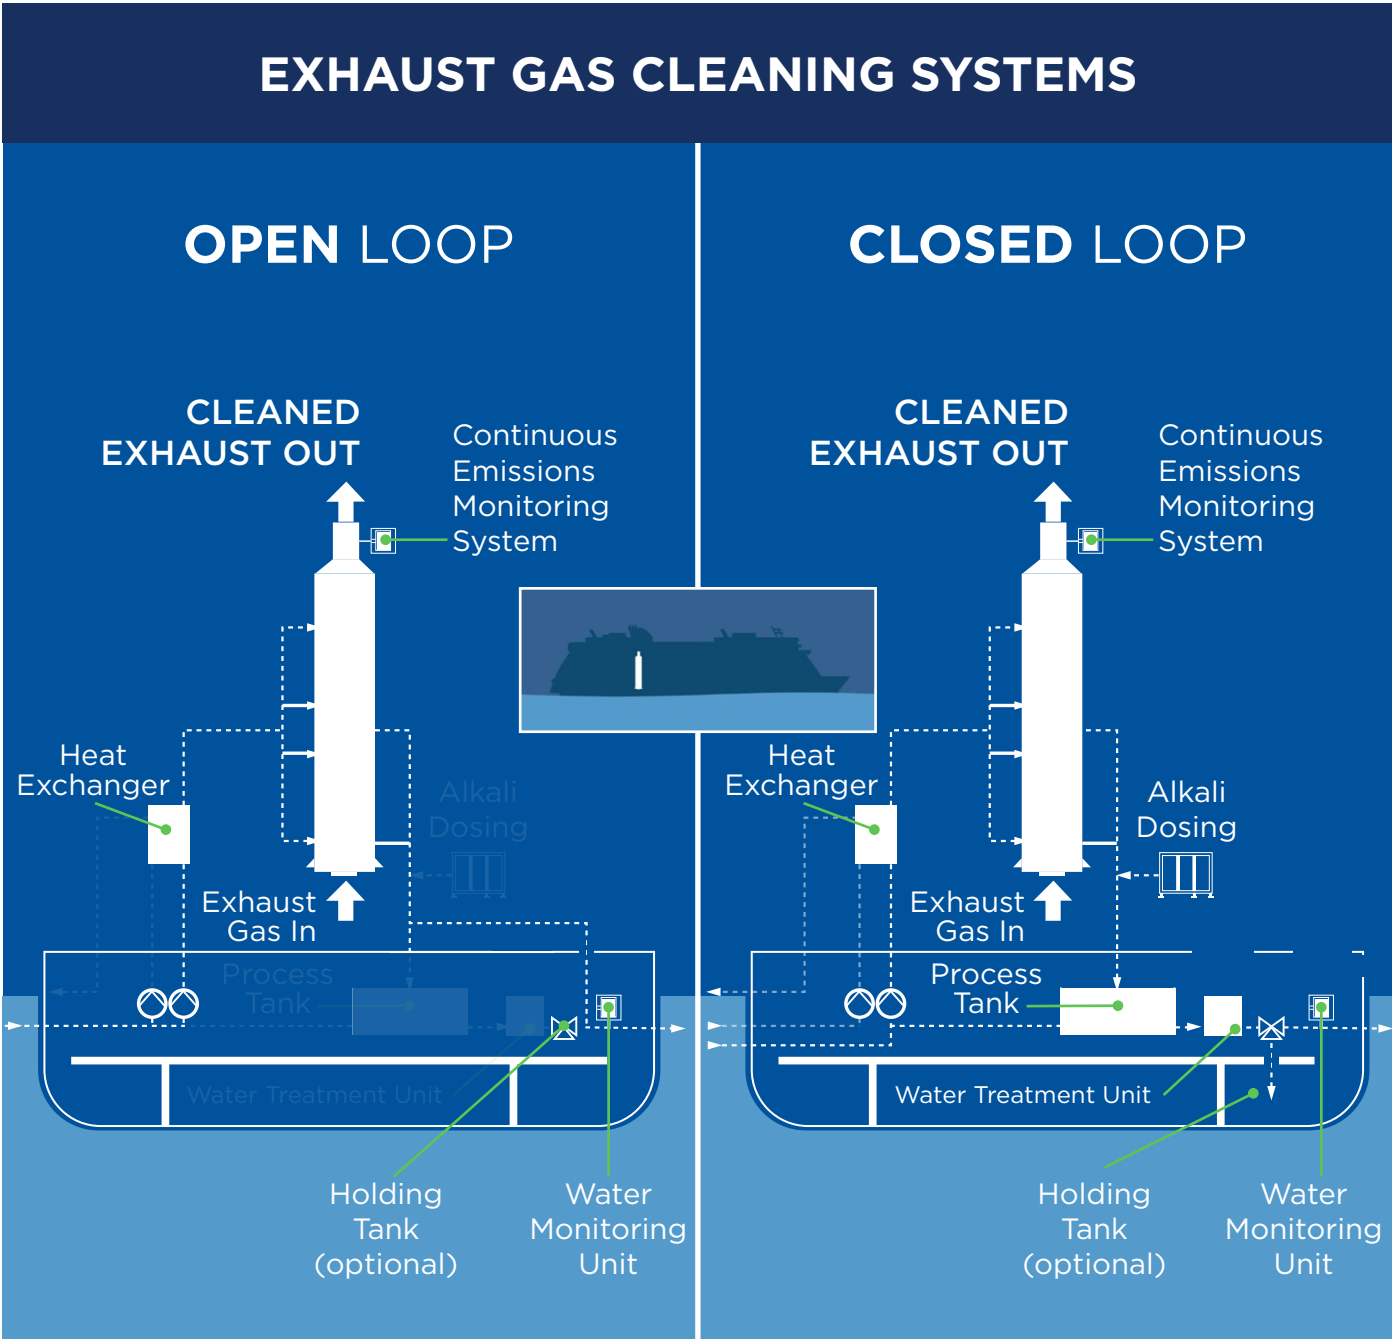 EXHAUST GAS CLEANING SYSTEMS
OPEN LOOP
CLEANED
EXHAUST OUT
Continuous
Emissions
Monitoring
System
Heat
Exchanger
Alkali
Dosing
Exhaust
Gas In
Process
Tank
Water Treatment Unit
Holding
Tank
(optional)
Water
Monitoring
Unit
CLOSED LOOP
CLEANED
EXHAUST OUT
Continuous
Emissions
Monitoring
System
Heat
Exchanger
Alkali
Dosing
Exhaust
Gas In
Process
Tank
Water Treatment Unit
Holding
Tank
(optional)
Water
Monitoring
Unit